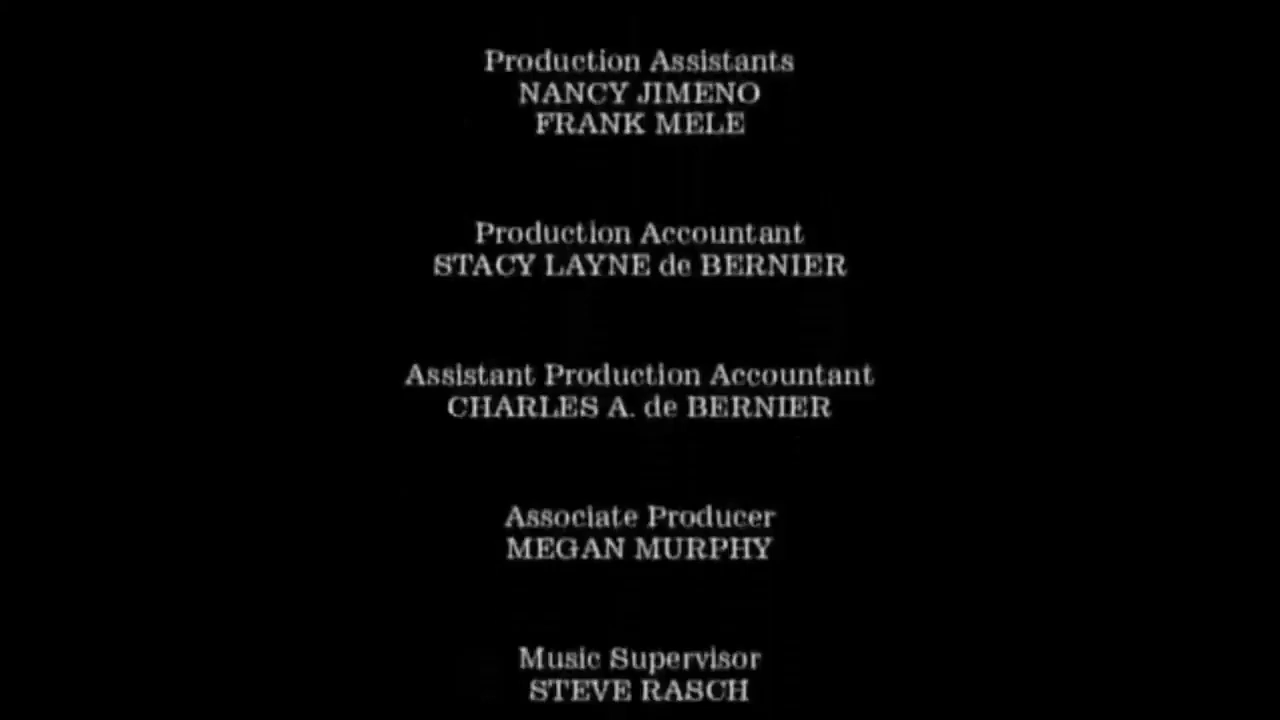 Production Assistants
NANCY JIMENO
FRANK MELE
Production Accountant
STACY LAYNE de BERNIER
Assistant Production Accountant
CHARLES A. de BERNIER
Associate Producer
MEGAN MURPHY
Music Supervisor
STEVE RASCH